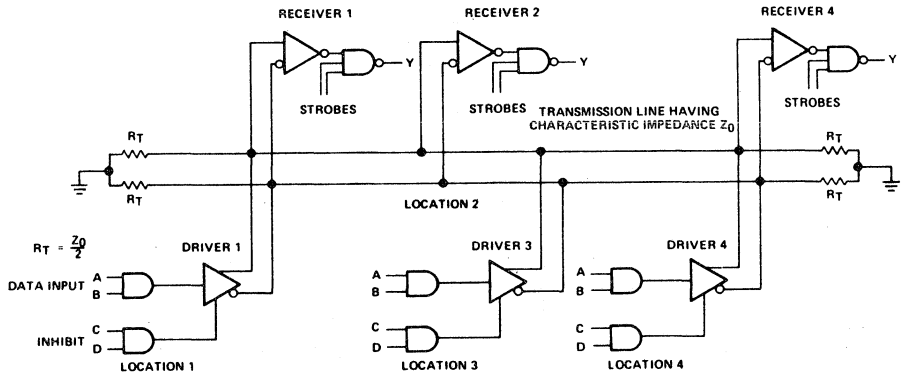 RECEIVER 1
RECEIVER 2
RECEIVER 4
Y
Y
Y
STROBES
STROBES
STROBES
TRANSMISSION LINE HAVING
CHARACTERISTIC IMPEDANCE Z0
RT
RT
RT
RT
LOCATION 2
RT = Z0/2
DRIVER 1
DRIVER 3
DRIVER 4
DATA INPUT
A
B
A
B
A
B
INHIBIT
C
D
C
D
C
D
LOCATION 1
LOCATION 3
LOCATION 4